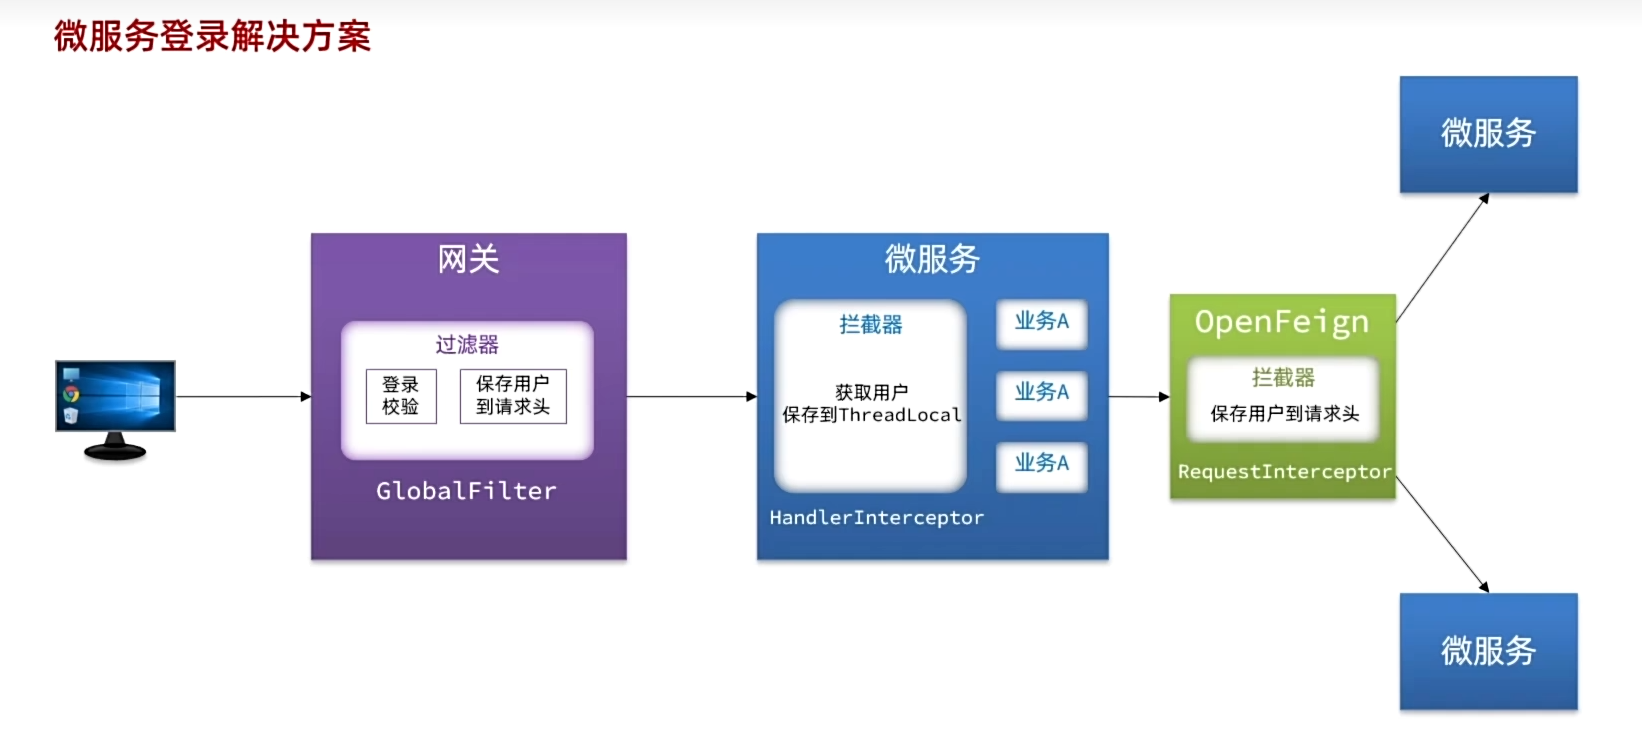 微服务登录解决方案
网关
过滤器
登录
校验
保存用户
到请求头
GlobalFilter
微服务
拦截器
获取用户
保存到ThreadLocal
HandlerInterceptor
业务A
业务A
业务A
OpenFeign
拦截器
保存用户到请求头
RequestInterceptor
微服务
微服务